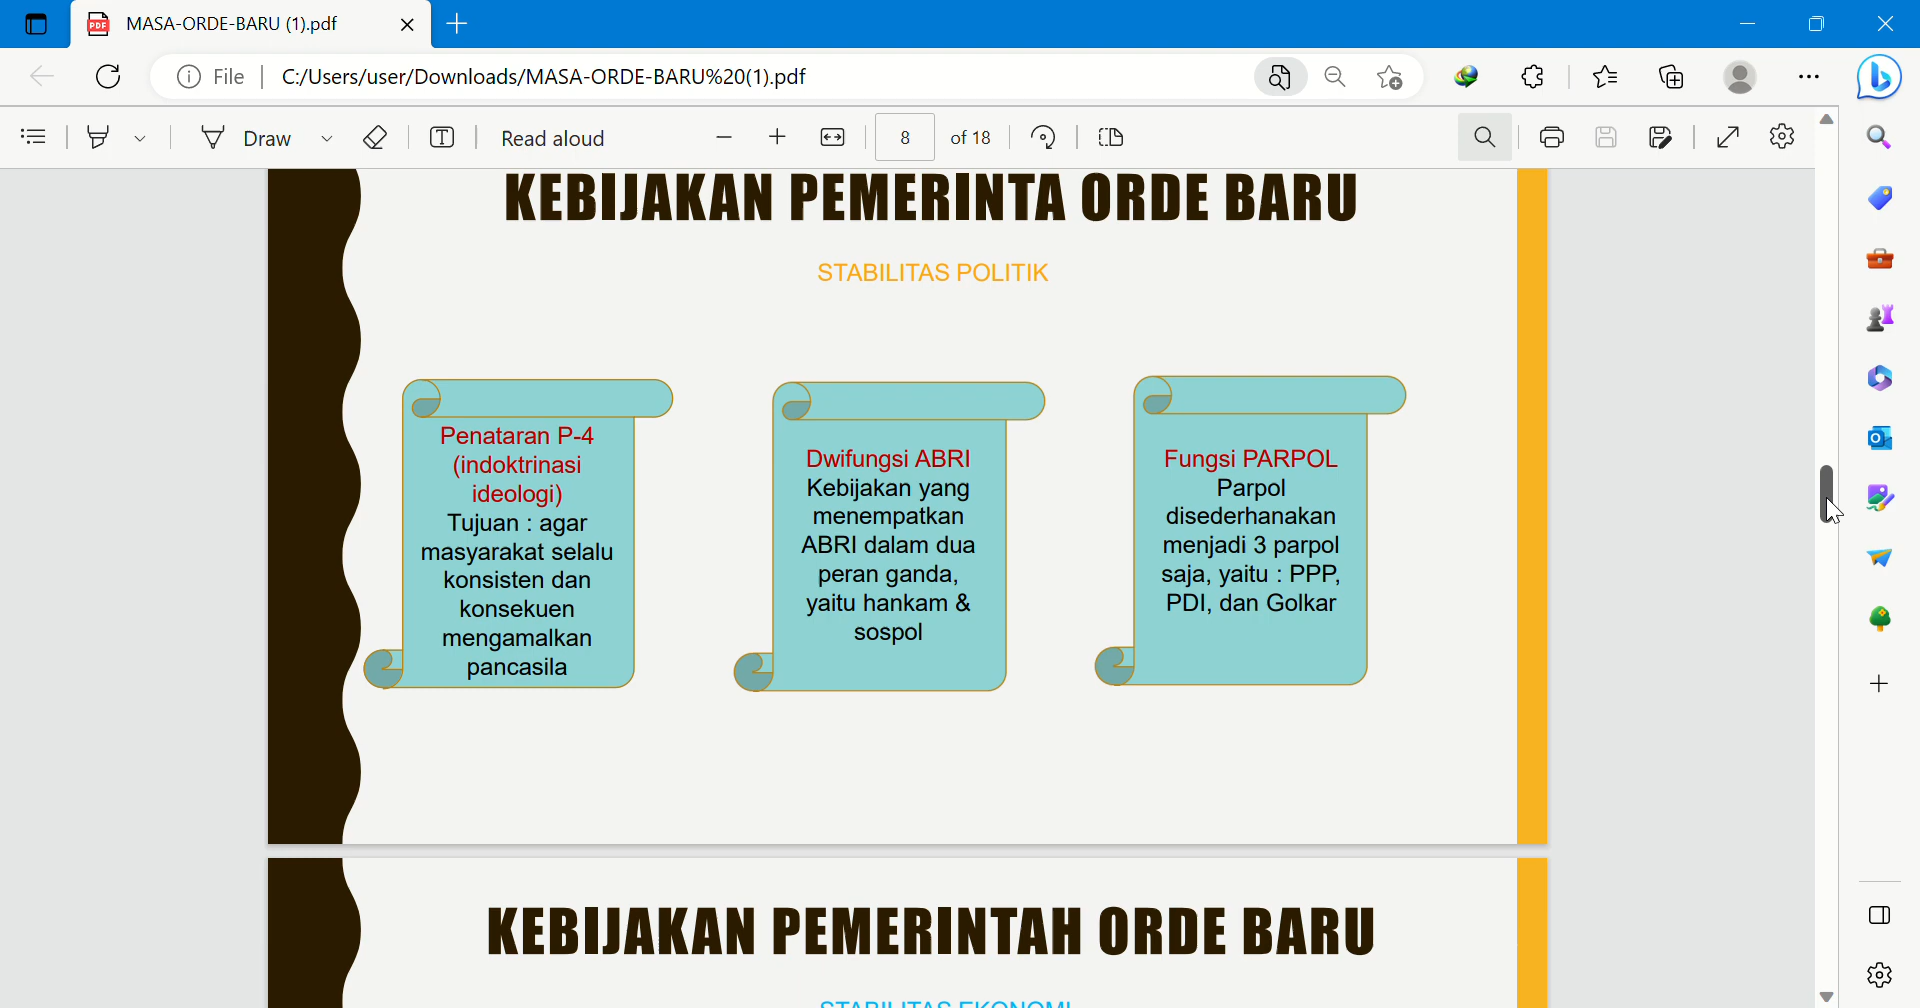 MASA-ORDE-BARU (1).pdf
File
C:/Users/user/Downloads/MASA-ORDE-BARU%20(1).pdf
Draw
Read aloud
8
of 18
KEBIJAKAN PEMERINTA ORDE BARU
STABILITAS POLITIK
Penataran P-4
(indoktrinasi
ideologi)
Tujuan : agar
masyarakat selalu
konsisten dan
konsekuen
mengamalkan
pancasila
Dwifungsi ABRI
Kebijakan yang
menempatkan
ABRI dalam dua
peran ganda,
yaitu hankam &
sospol
Fungsi PARPOL
Parpol
disederhanakan
menjadi 3 parpol
saja, yaitu : PPP,
PDI, dan Golkar
KEBIJAKAN PEMERINTAH ORDE BARU
STABILITAS EKONOMI